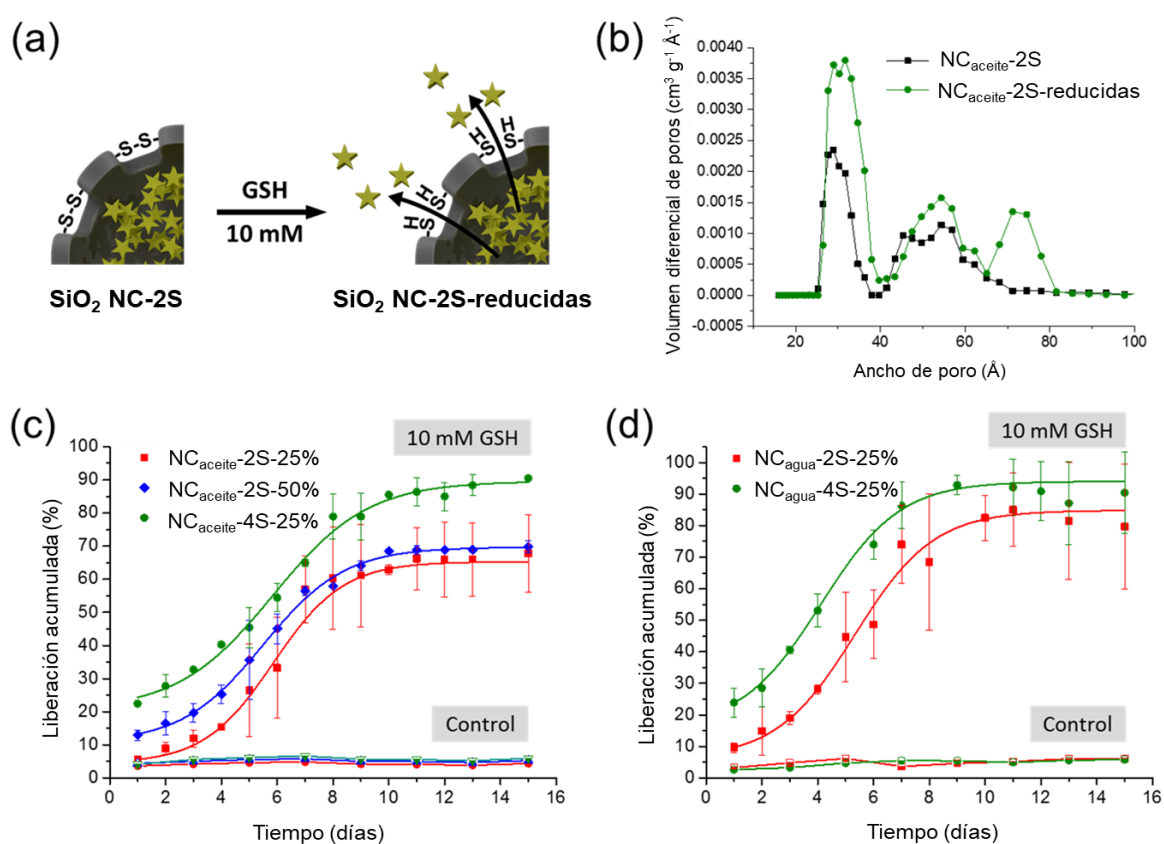 (a)
-S-S-
-S-S-
GSH
10 mM
H
S-
H
S
H
S
H
S-
SiO₂ NC-2S
SiO₂ NC-2S-reducidas
(b)
Volumen diferencial de poros (cm³ g⁻¹ Å⁻¹)
0.0040
0.0035
0.0030
0.0025
0.0020
0.0015
0.0010
0.0005
0.0000
-0.0005
NCaceite-2S
NCaceite-2S-reducidas
20 40 60 80 100
Ancho de poro (Å)
(c)
10 mM GSH
Liberación acumulada (%)
100
90
80
70
60
50
40
30
20
10
0
NCaceite-2S-25%
NCaceite-2S-50%
NCaceite-4S-25%
Control
0 2 4 6 8 10 12 14 16
Tiempo (días)
(d)
10 mM GSH
Liberación acumulada (%)
100
90
80
70
60
50
40
30
20
10
0
NCagua-2S-25%
NCagua-4S-25%
Control
0 2 4 6 8 10 12 14 16
Tiempo (días)